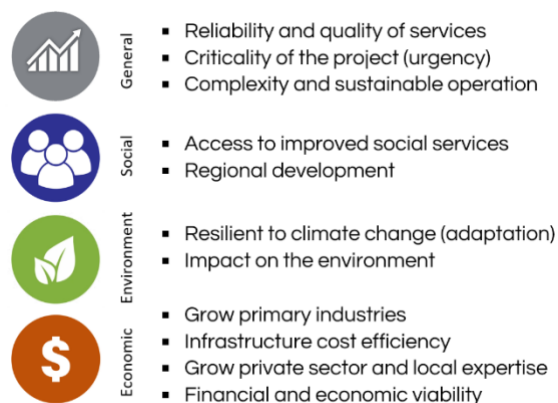 General
▪ Reliability and quality of services
▪ Criticality of the project (urgency)
▪ Complexity and sustainable operation
Social
▪ Access to improved social services
▪ Regional development
Environment
▪ Resilient to climate change (adaptation)
▪ Impact on the environment
$
Economic
▪ Grow primary industries
▪ Infrastructure cost efficiency
▪ Grow private sector and local expertise
▪ Financial and economic viability